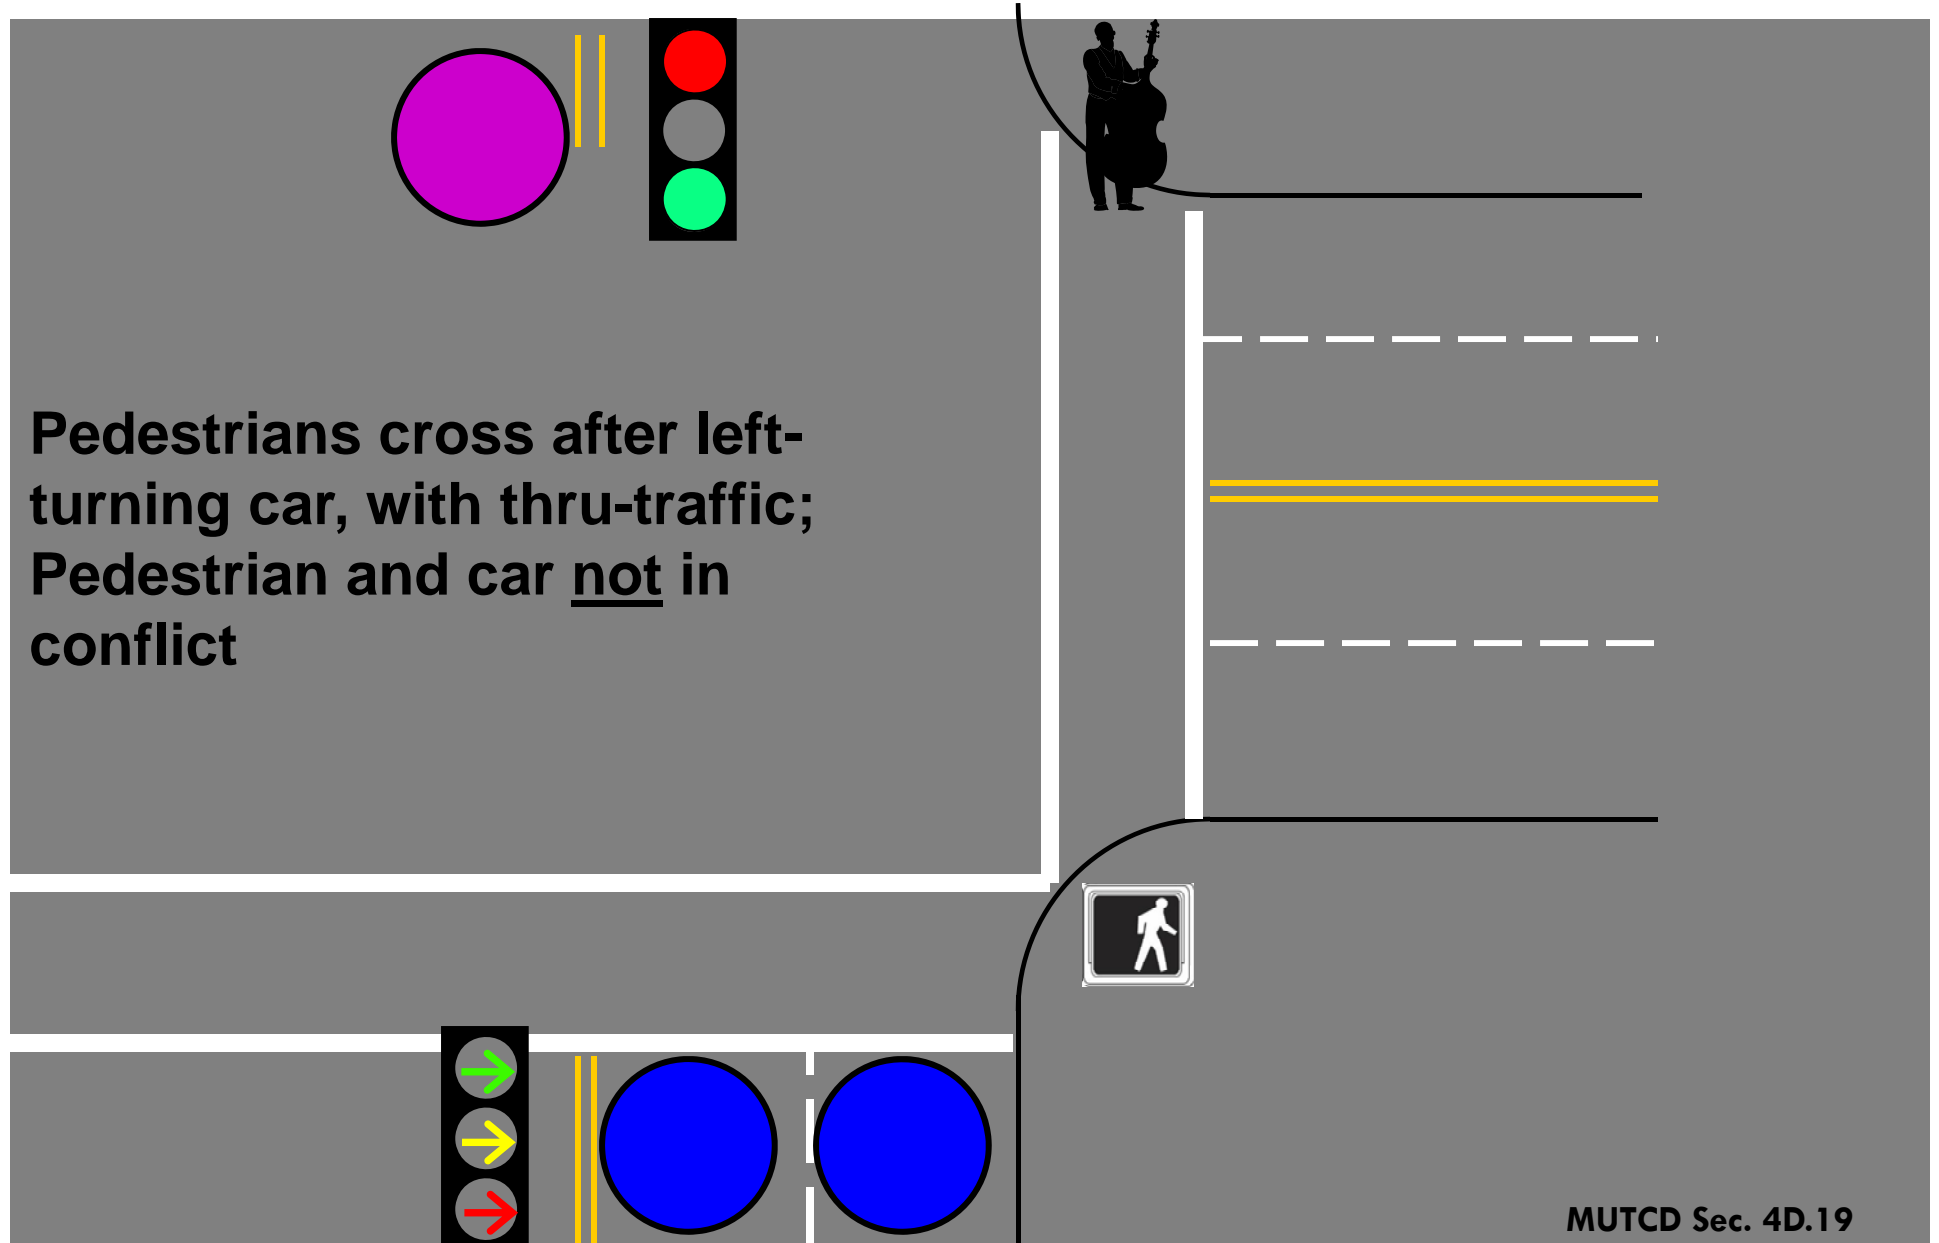 Pedestrians cross after left-
turning car, with thru-traffic;
Pedestrian and car not in
conflict
MUTCD Sec. 4D.19